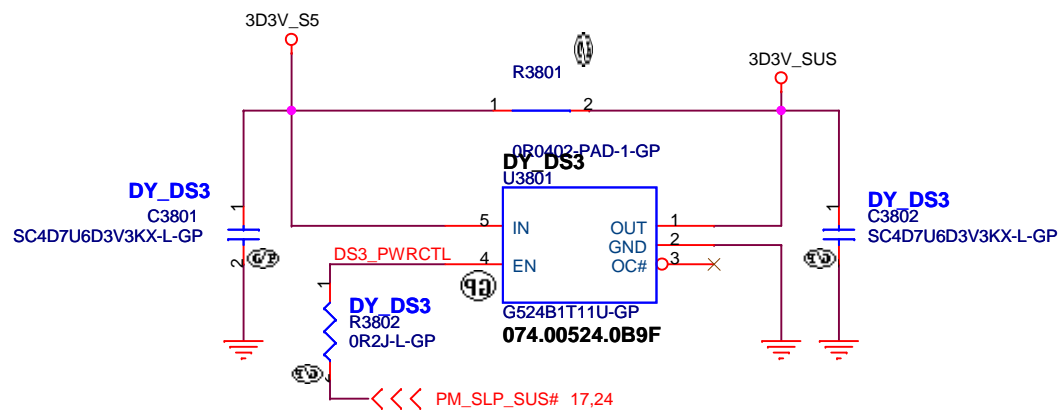 3D3V_S5
3D3V_SUS
R3801
1
2
0R0402-PAD-1-GP
DY_DS3
U3801
DY_DS3
C3801
SC4D7U6D3V3KX-L-GP
1
2
5
IN
OUT
1
GND
2
4
EN
OC#
3
DS3_PWRCTL
DY_DS3
C3802
SC4D7U6D3V3KX-L-GP
1
G524B1T11U-GP
074.00524.0B9F
1
DY_DS3
R3802
0R2J-L-GP
PM_SLP_SUS# 17,24